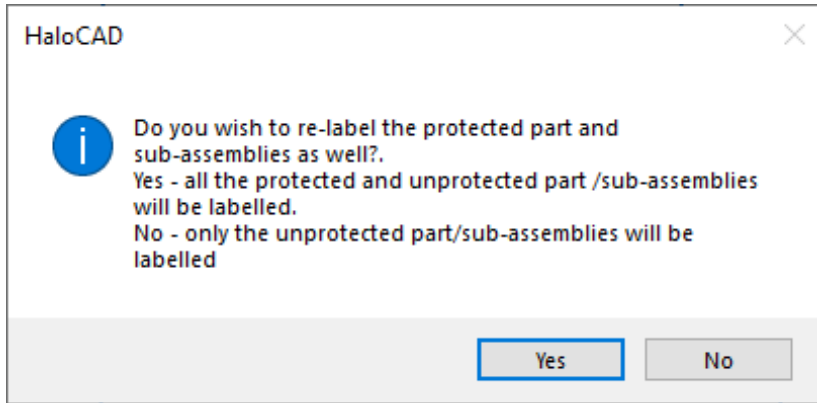 HaloCAD
Do you wish to re-label the protected part and
sub-assemblies as well?.
Yes - all the protected and unprotected part /sub-assemblies
will be labelled.
No - only the unprotected part/sub-assemblies will be
labelled
Yes
No